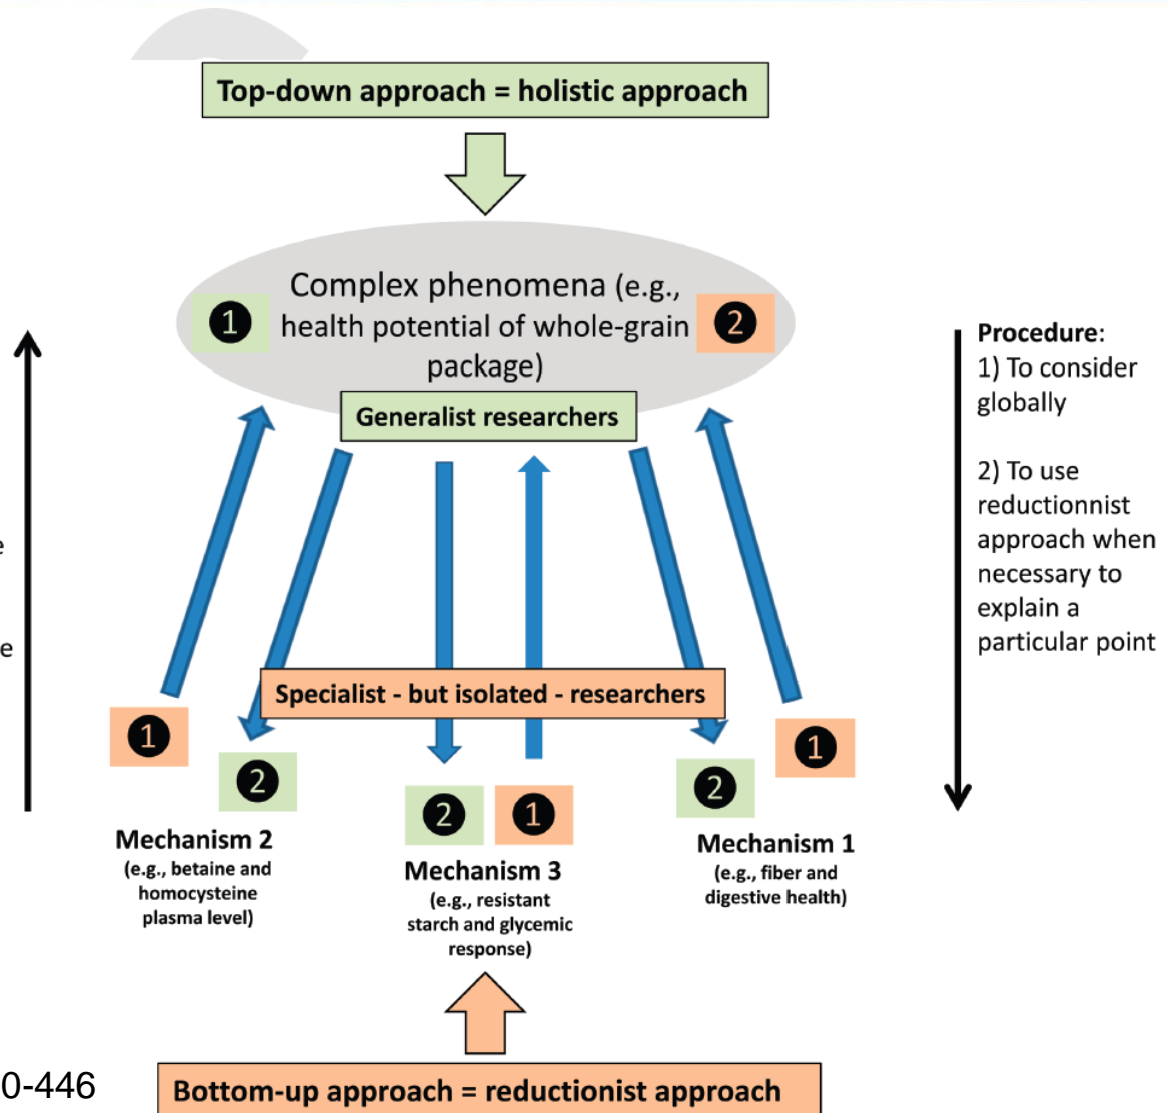 Top-down approach = holistic approach
Complex phenomena (e.g.,
health potential of whole-grain
package)
1
2
Generalist researchers
Procedure:
1) To consider
globally
2) To use
reductionnist
approach when
necessary to
explain a
particular point
e
e
Specialist - but isolated - researchers
1
2
2
1
2
1
Mechanism 2
(e.g., betaine and
homocysteine
plasma level)
Mechanism 3
(e.g., resistant
starch and glycemic
response)
Mechanism 1
(e.g., fiber and
digestive health)
0-446
Bottom-up approach = reductionist approach